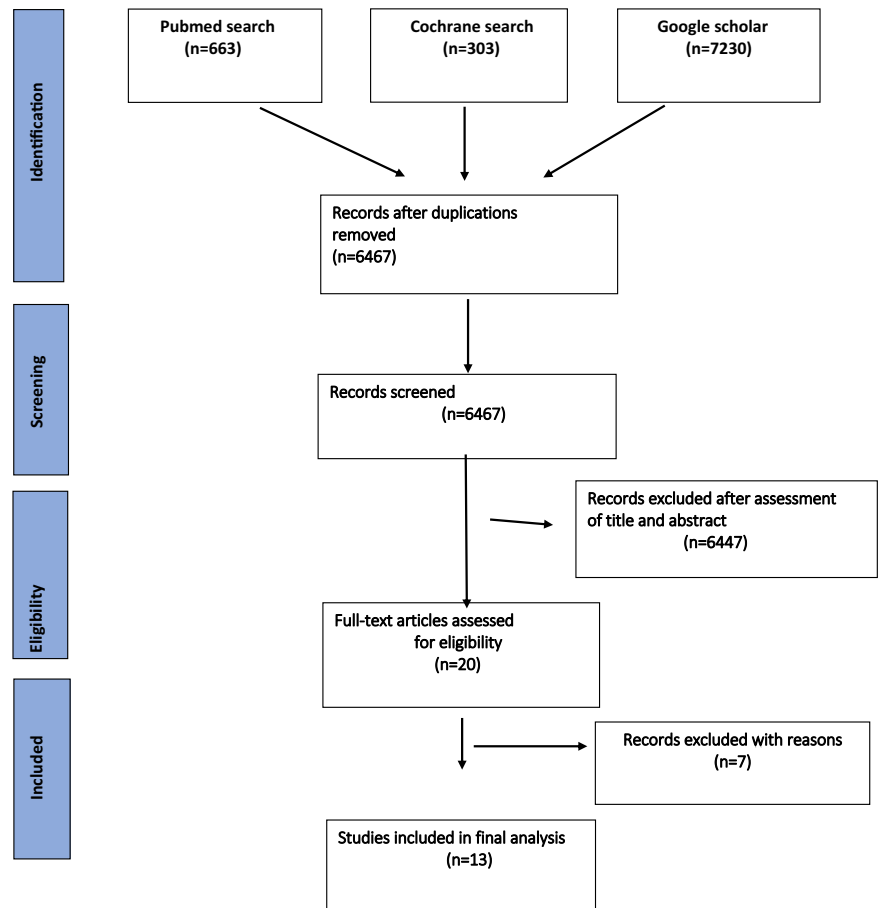 Identification
Pubmed search
(n=663)
Cochrane search
(n=303)
Google scholar
(n=7230)
Records after duplications
removed
(n=6467)
Screening
Records screened
(n=6467)
Records excluded after assessment
of title and abstract
(n=6447)
Eligibility
Full-text articles assessed
for eligibility
(n=20)
Included
Records excluded with reasons
(n=7)
Studies included in final analysis
(n=13)